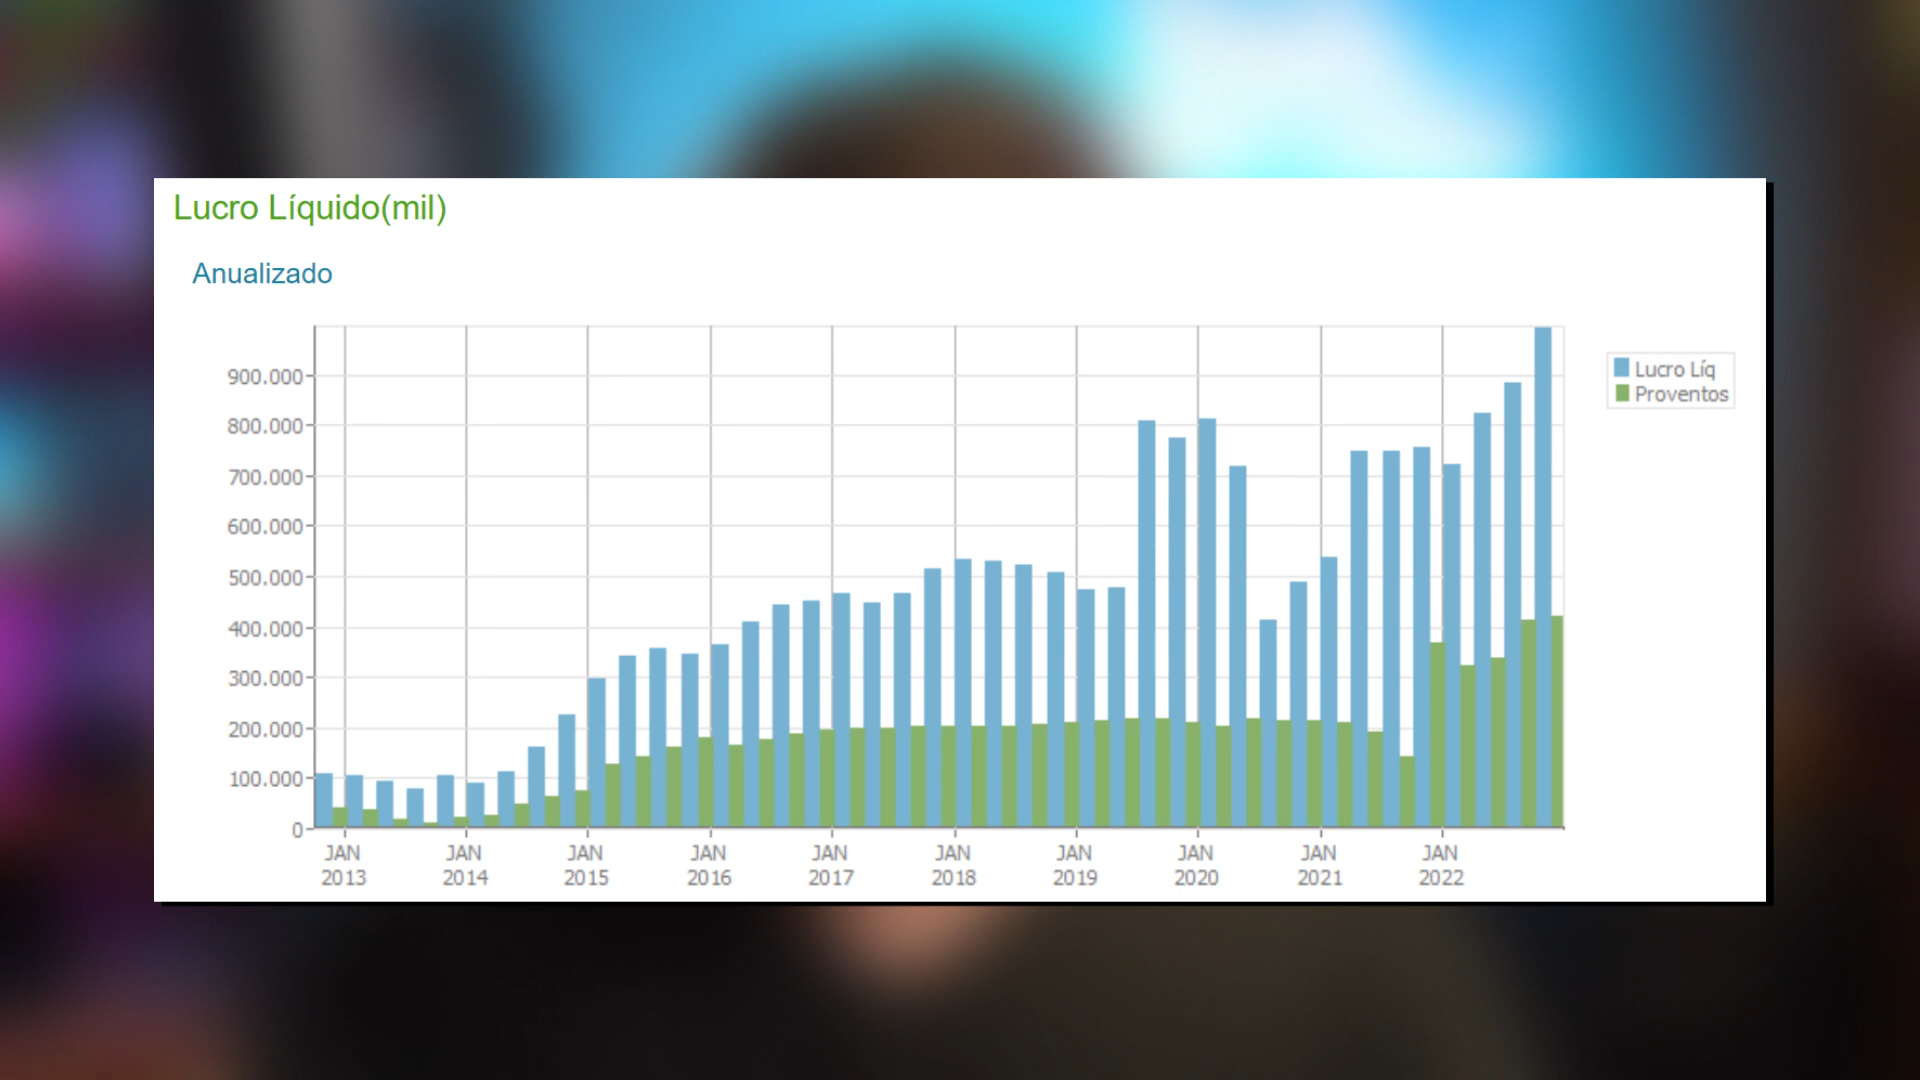 Lucro Líquido(mil)
Anualizado
900.000
800.000
700.000
600.000
500.000
400.000
300.000
200.000
100.000
0
JAN JAN JAN JAN JAN JAN JAN JAN JAN JAN
2013 2014 2015 2016 2017 2018 2019 2020 2021 2022
Lucro Líq
Proventos